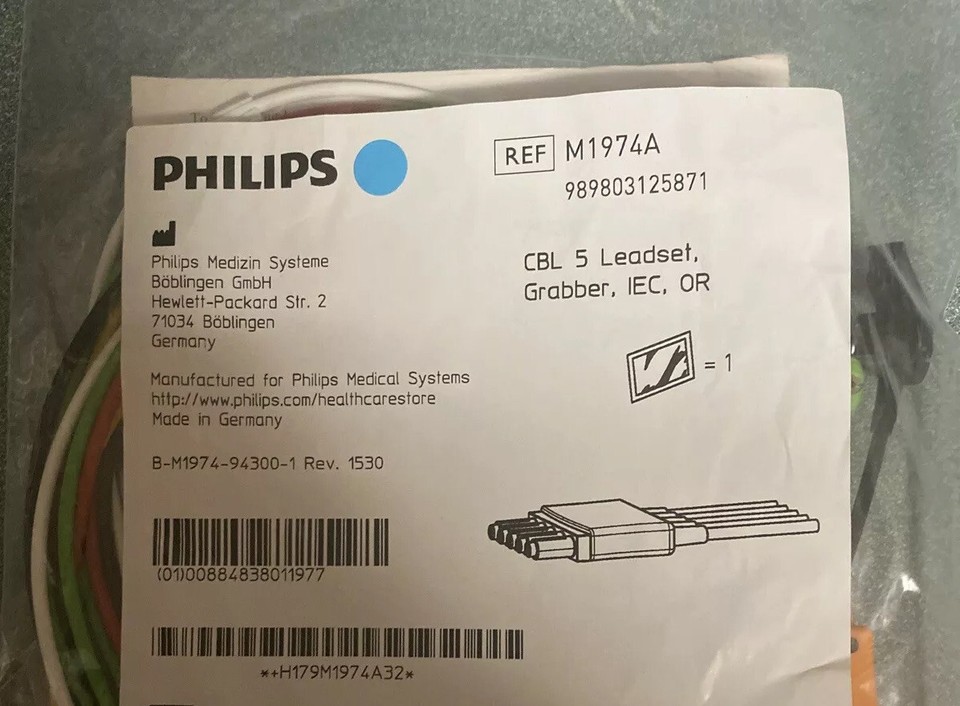 PHILIPS
REF M1974A
989803125871
Philips Medizin Systeme
Böblingen GmbH
Hewlett-Packard Str. 2
71034 Böblingen
Germany
CBL 5 Leadset,
Grabber, IEC, OR
= 1
Manufactured for Philips Medical Systems
http://www.philips.com/healthcarestore
Made in Germany
B-M1974-94300-1 Rev. 1530
(01)00884838011977
*+H179M1974A32*